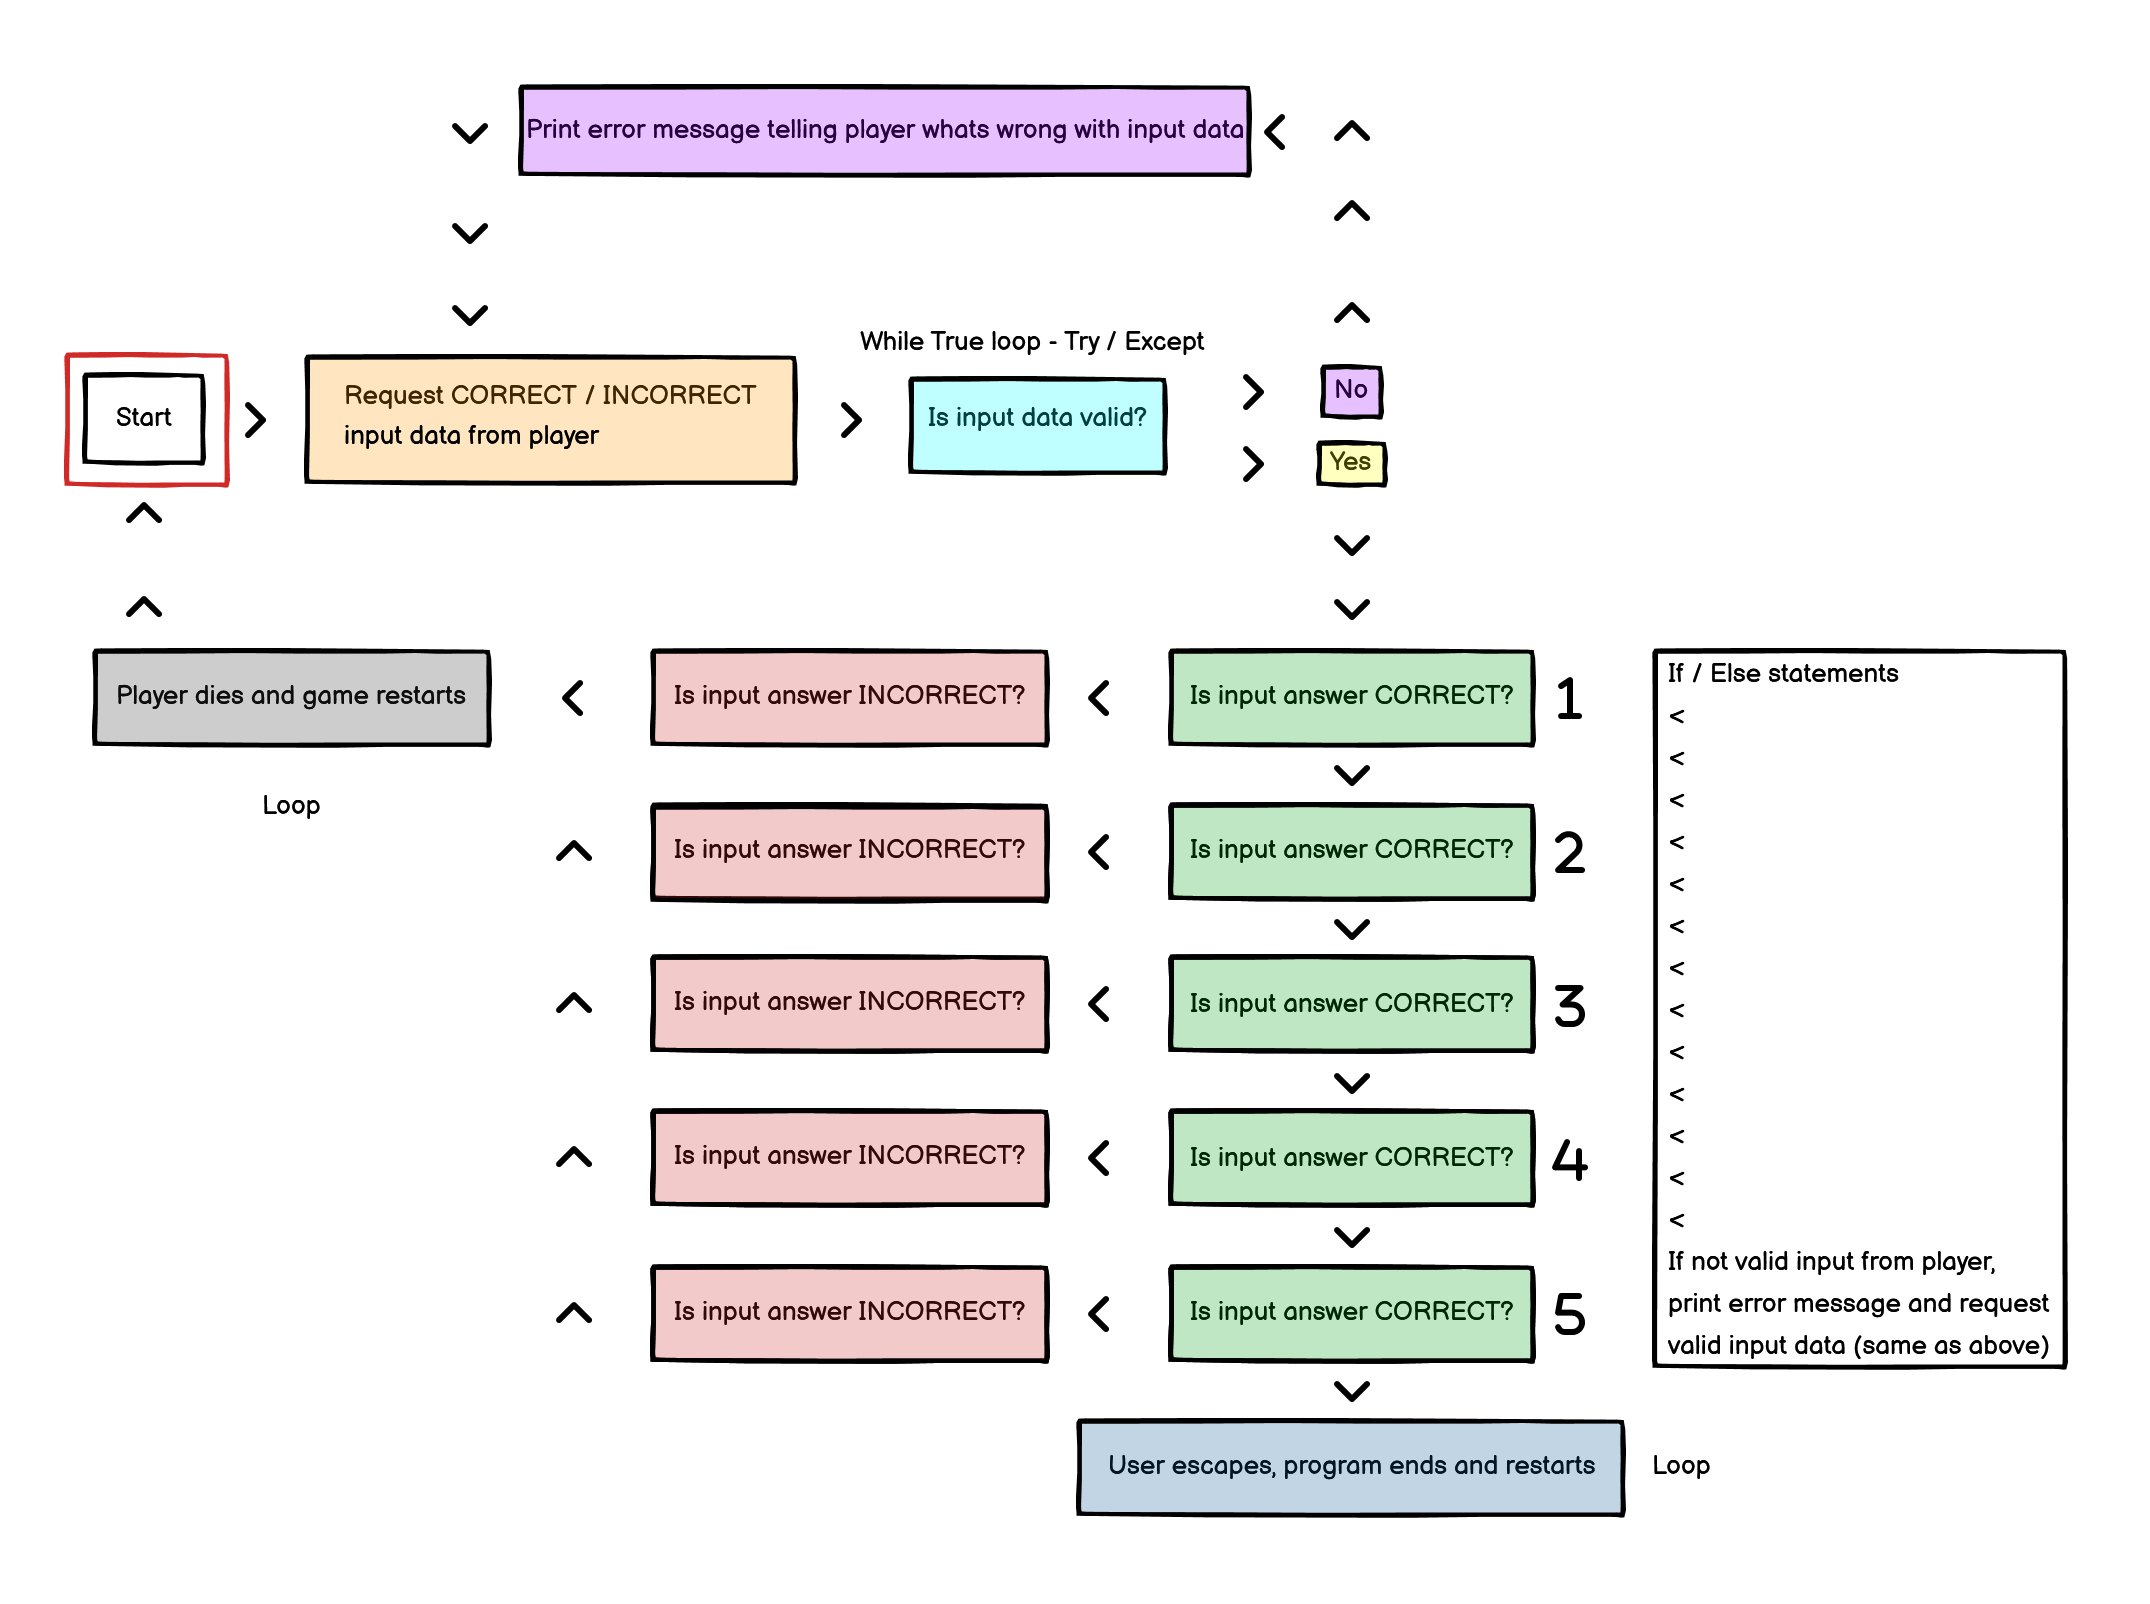 Print error message telling player whats wrong with input data
While True loop - Try / Except
Start
Request CORRECT / INCORRECT
input data from player
Is input data valid?
No
Yes
Player dies and game restarts
Is input answer INCORRECT?
Is input answer CORRECT?
1
Loop
Is input answer INCORRECT?
Is input answer CORRECT?
2
Is input answer INCORRECT?
Is input answer CORRECT?
3
Is input answer INCORRECT?
Is input answer CORRECT?
4
Is input answer INCORRECT?
Is input answer CORRECT?
5
If / Else statements
<
<
<
<
<
<
<
<
<
<
<
<
<
If not valid input from player,
print error message and request
valid input data (same as above)
User escapes, program ends and restarts
Loop